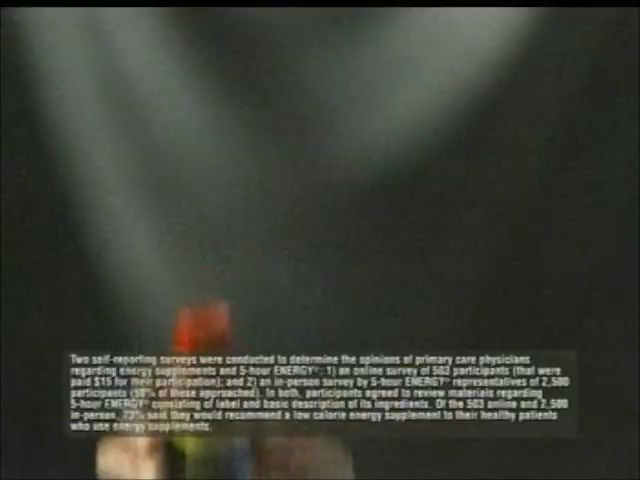 Two self-reporting surveys were conducted to determine the opinions of primary care physicians
regarding energy supplements and 5-hour ENERGY®: 1) an online survey of 503 participants (that were
paid $15 for their participation); and 2) an in-person survey by 5-hour ENERGY® representatives of 2,500
participants (50% of those approached). In both, participants agreed to review materials regarding
5-hour ENERGY® consisting of label and basic description of its ingredients. Of the 503 online and 2,500
in-person, 73% said they would recommend a low calorie energy supplement to their healthy patients
who use energy supplements.